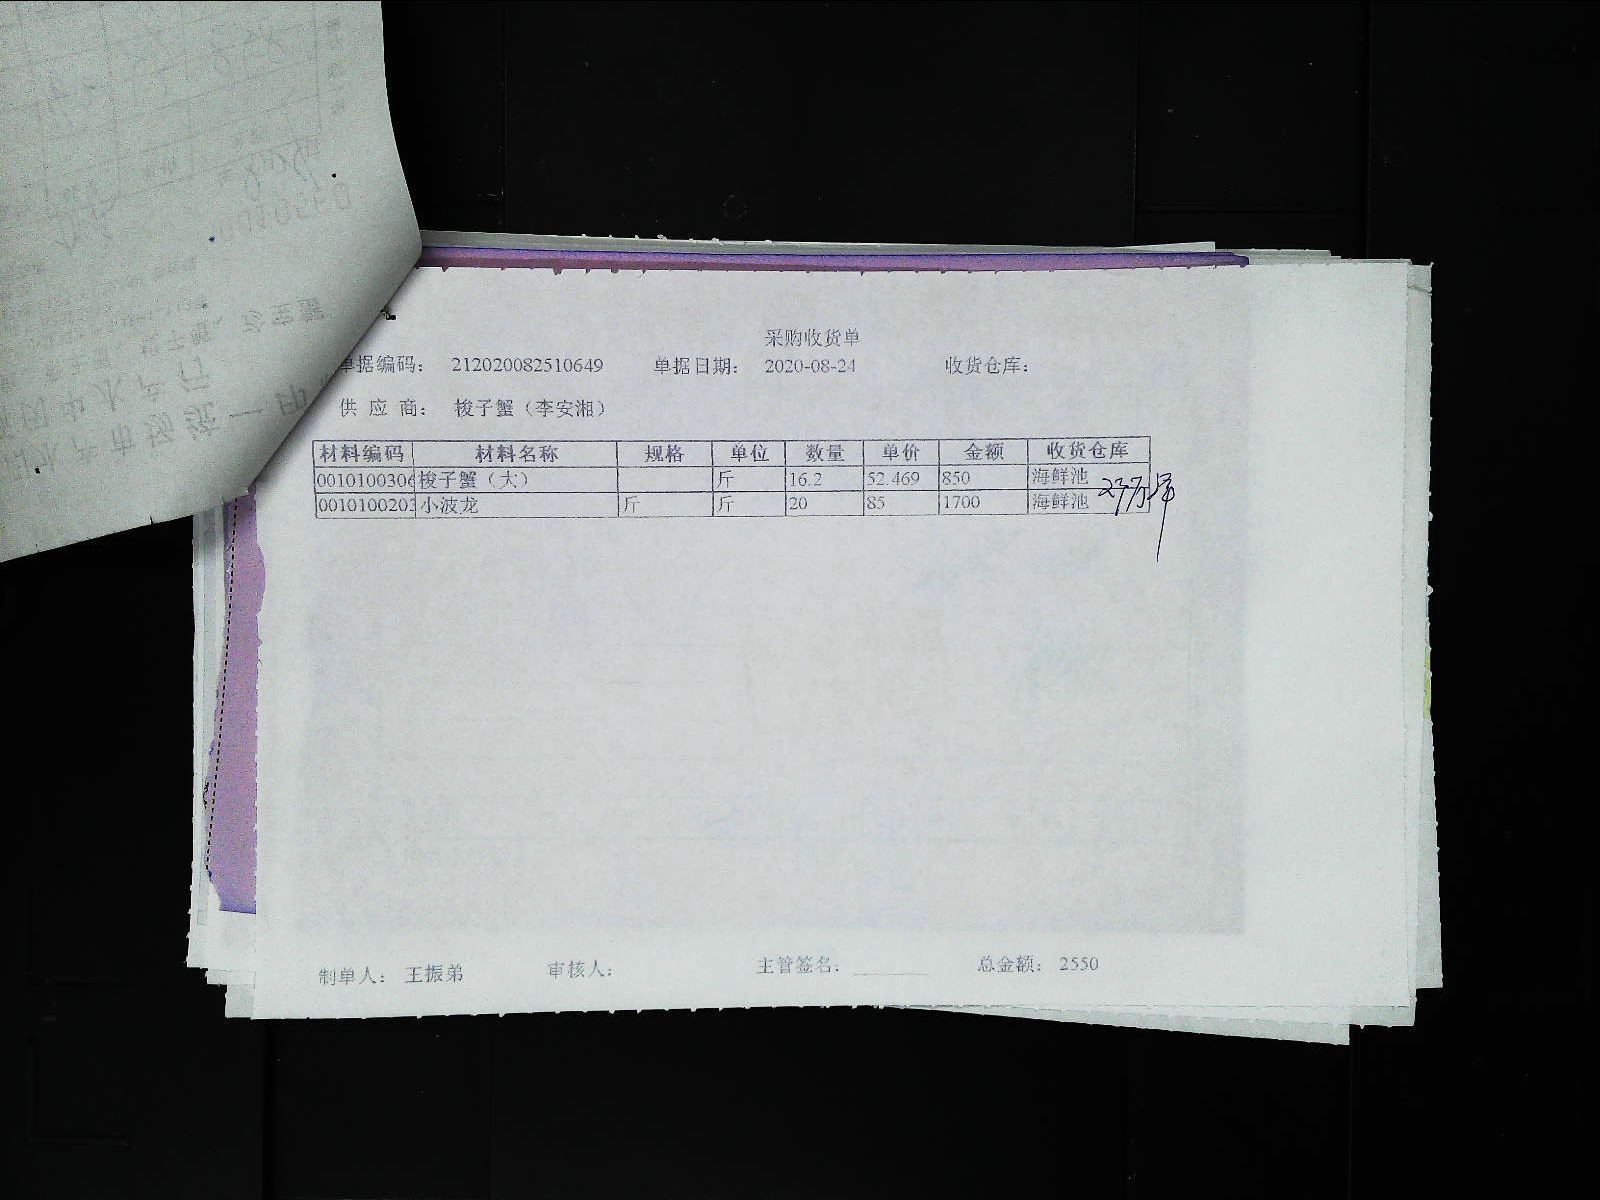 采购收货单
单据编码： 212020082510649 单据日期： 2020-08-24 收货仓库：
供 应 商： 梭子蟹（李安湘）
材料编码 材料名称 规格 单位 数量 单价 金额 收货仓库
0010100306 梭子蟹（大） 斤 16.2 52.469 850 海鲜池
0010100203 小波龙 斤 斤 20 85 1700 海鲜池
制单人： 王振弟 审核人： 主管签名： 总金额： 2550